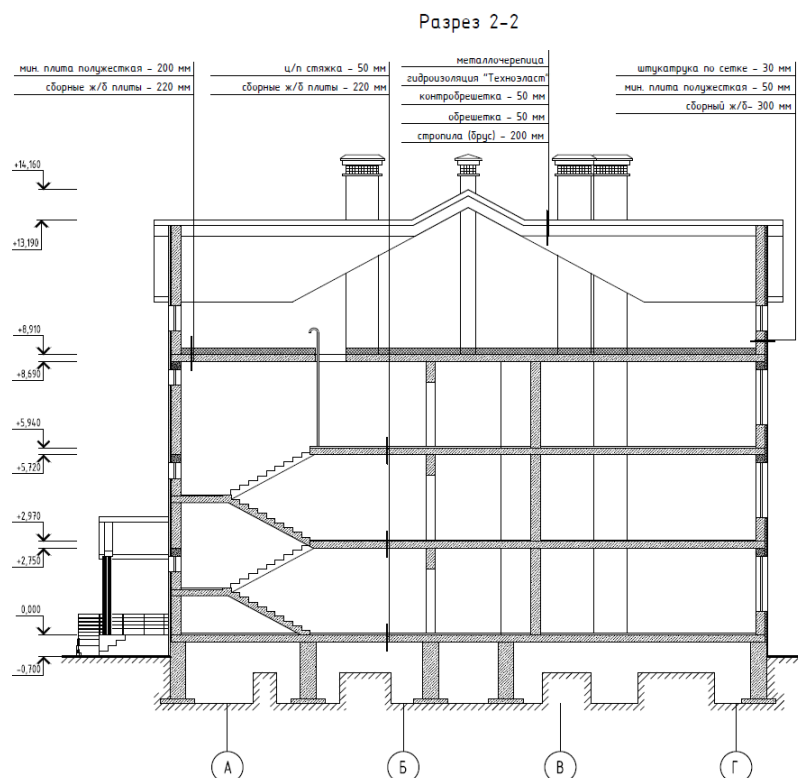 Разрез 2-2
мин. плита полужесткая - 200 мм
сборные ж/б плиты - 220 мм
ц/п стяжка - 50 мм
сборные ж/б плиты - 220 мм
металлочерепица
гидроизоляция "Техноэласт"
контробрешетка - 50 мм
обрешетка - 50 мм
стропила (брус) - 200 мм
штукатрука по сетке - 30 мм
мин. плита полужесткая - 50 мм
сборный ж/б- 300 мм
+14,160
+13,190
+8,910
+8,690
+5,940
+5,720
+2,970
+2,750
0,000
-0,700
А Б В Г